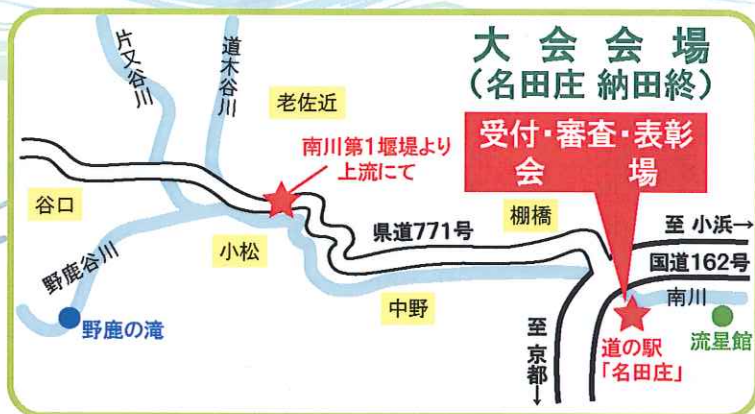 大会会場
(名田庄 納田終)
受付・審査・表彰
会場
片又谷川
道木谷川
老佐近
南川第1堰堤より
上流にて
谷口
小松
県道771号
棚橋
至 小浜→
国道162号
南川
野鹿谷川
野鹿の滝
中野
至京都→
道の駅
「名田庄」
流星館